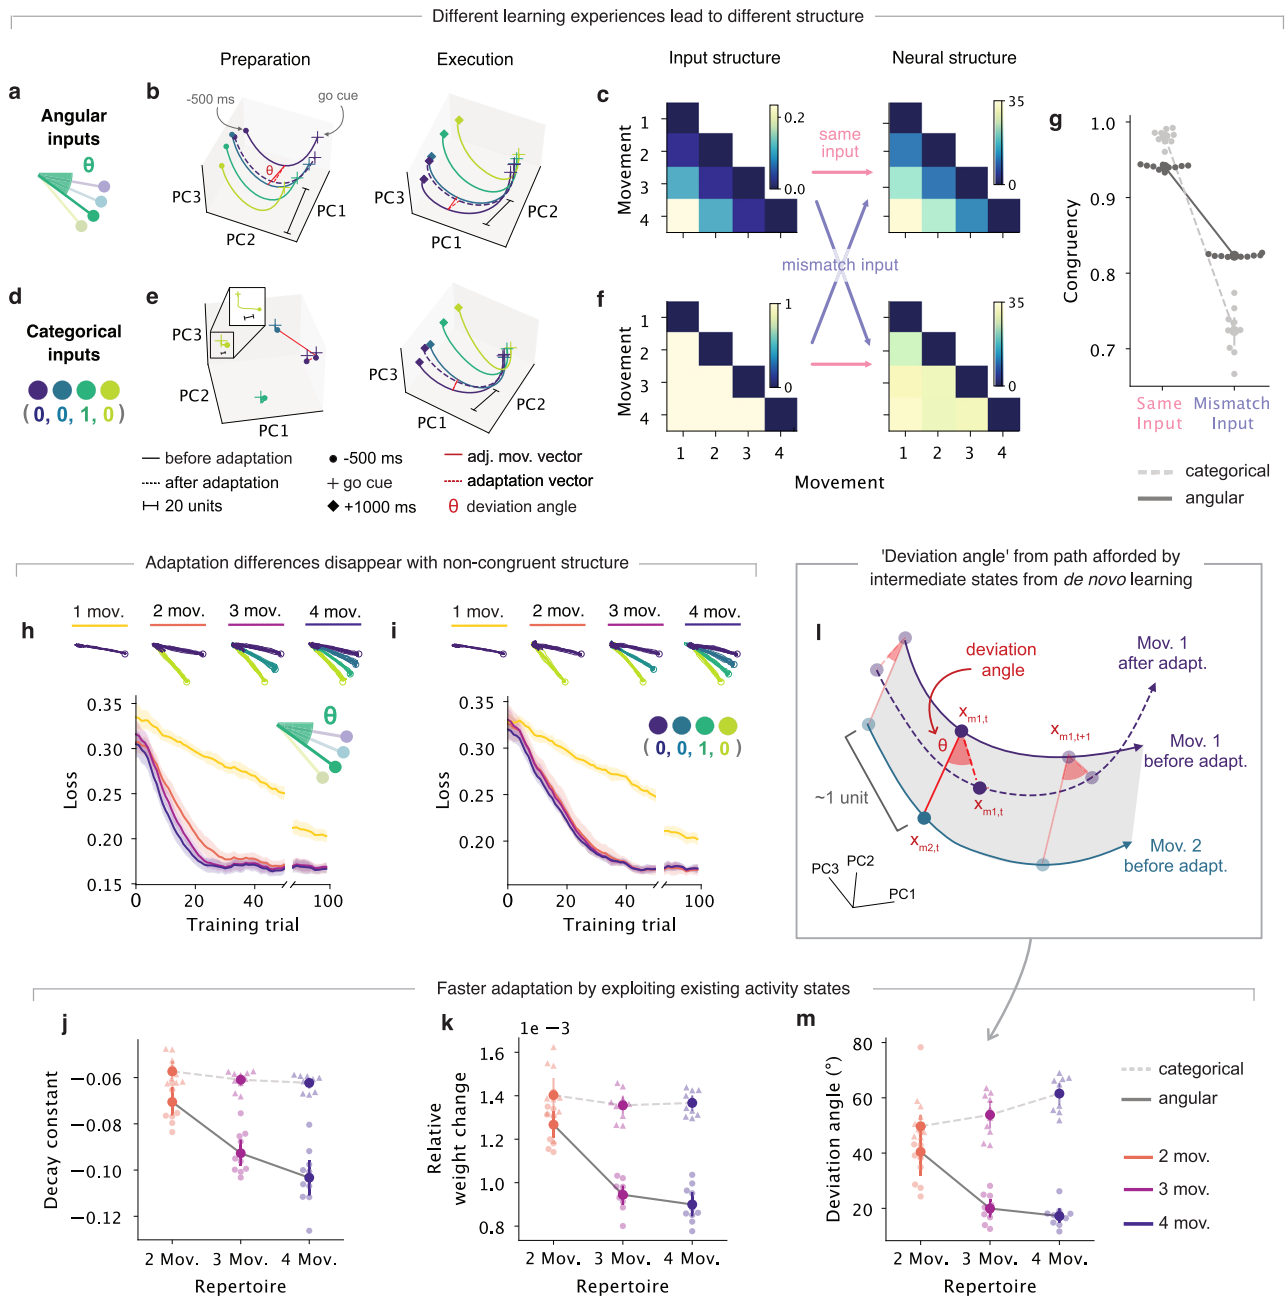 Different learning experiences lead to different structure
Preparation
Execution
Input structure
Neural structure
a
Angular
inputs
θ
b
-500 ms
go cue
θ
PC3
PC2
PC1
PC3
PC1
PC2
c
Movement
1
2
3
4
0.2
0.0
1 2 3 4
same
input
mismatch input
35
0
1 2 3 4
g
Congruency
1.0
0.9
0.8
0.7
Same
Input
Mismatch
Input
categorical
angular
d
Categorical
inputs
(0, 0, 1, 0)
e
PC3
PC2
PC1
PC3
PC1
PC2
f
Movement
1
2
3
4
1
0
1 2 3 4
35
0
1 2 3 4
Movement
before adaptation
after adaptation
20 units
-500 ms
go cue
+1000 ms
adj. mov. vector
adaptation vector
θ deviation angle
Adaptation differences disappear with non-congruent structure
h
1 mov. 2 mov. 3 mov. 4 mov.
θ
Loss
0.35
0.30
0.25
0.20
0.15
0 20 40 100
Training trial
i
1 mov. 2 mov. 3 mov. 4 mov.
(0, 0, 1, 0)
Loss
0.30
0.25
0.20
0 20 40 100
Training trial
'Deviation angle' from path afforded by
intermediate states from de novo learning
l
deviation
angle
θ
x m1,t
x m1,t+1
x m1,t
x m2,t
~1 unit
Mov. 1
after adapt.
Mov. 1
before adapt.
Mov. 2
before adapt.
PC3
PC2
PC1
Faster adaptation by exploiting existing activity states
j
Decay constant
−0.06
−0.08
−0.10
−0.12
2 Mov. 3 Mov. 4 Mov.
Repertoire
k
1e −3
Relative
weight change
1.6
1.4
1.2
1.0
0.8
2 Mov. 3 Mov. 4 Mov.
Repertoire
m
Deviation angle (°)
80
60
40
20
2 Mov. 3 Mov. 4 Mov.
Repertoire
categorical
angular
2 mov.
3 mov.
4 mov.